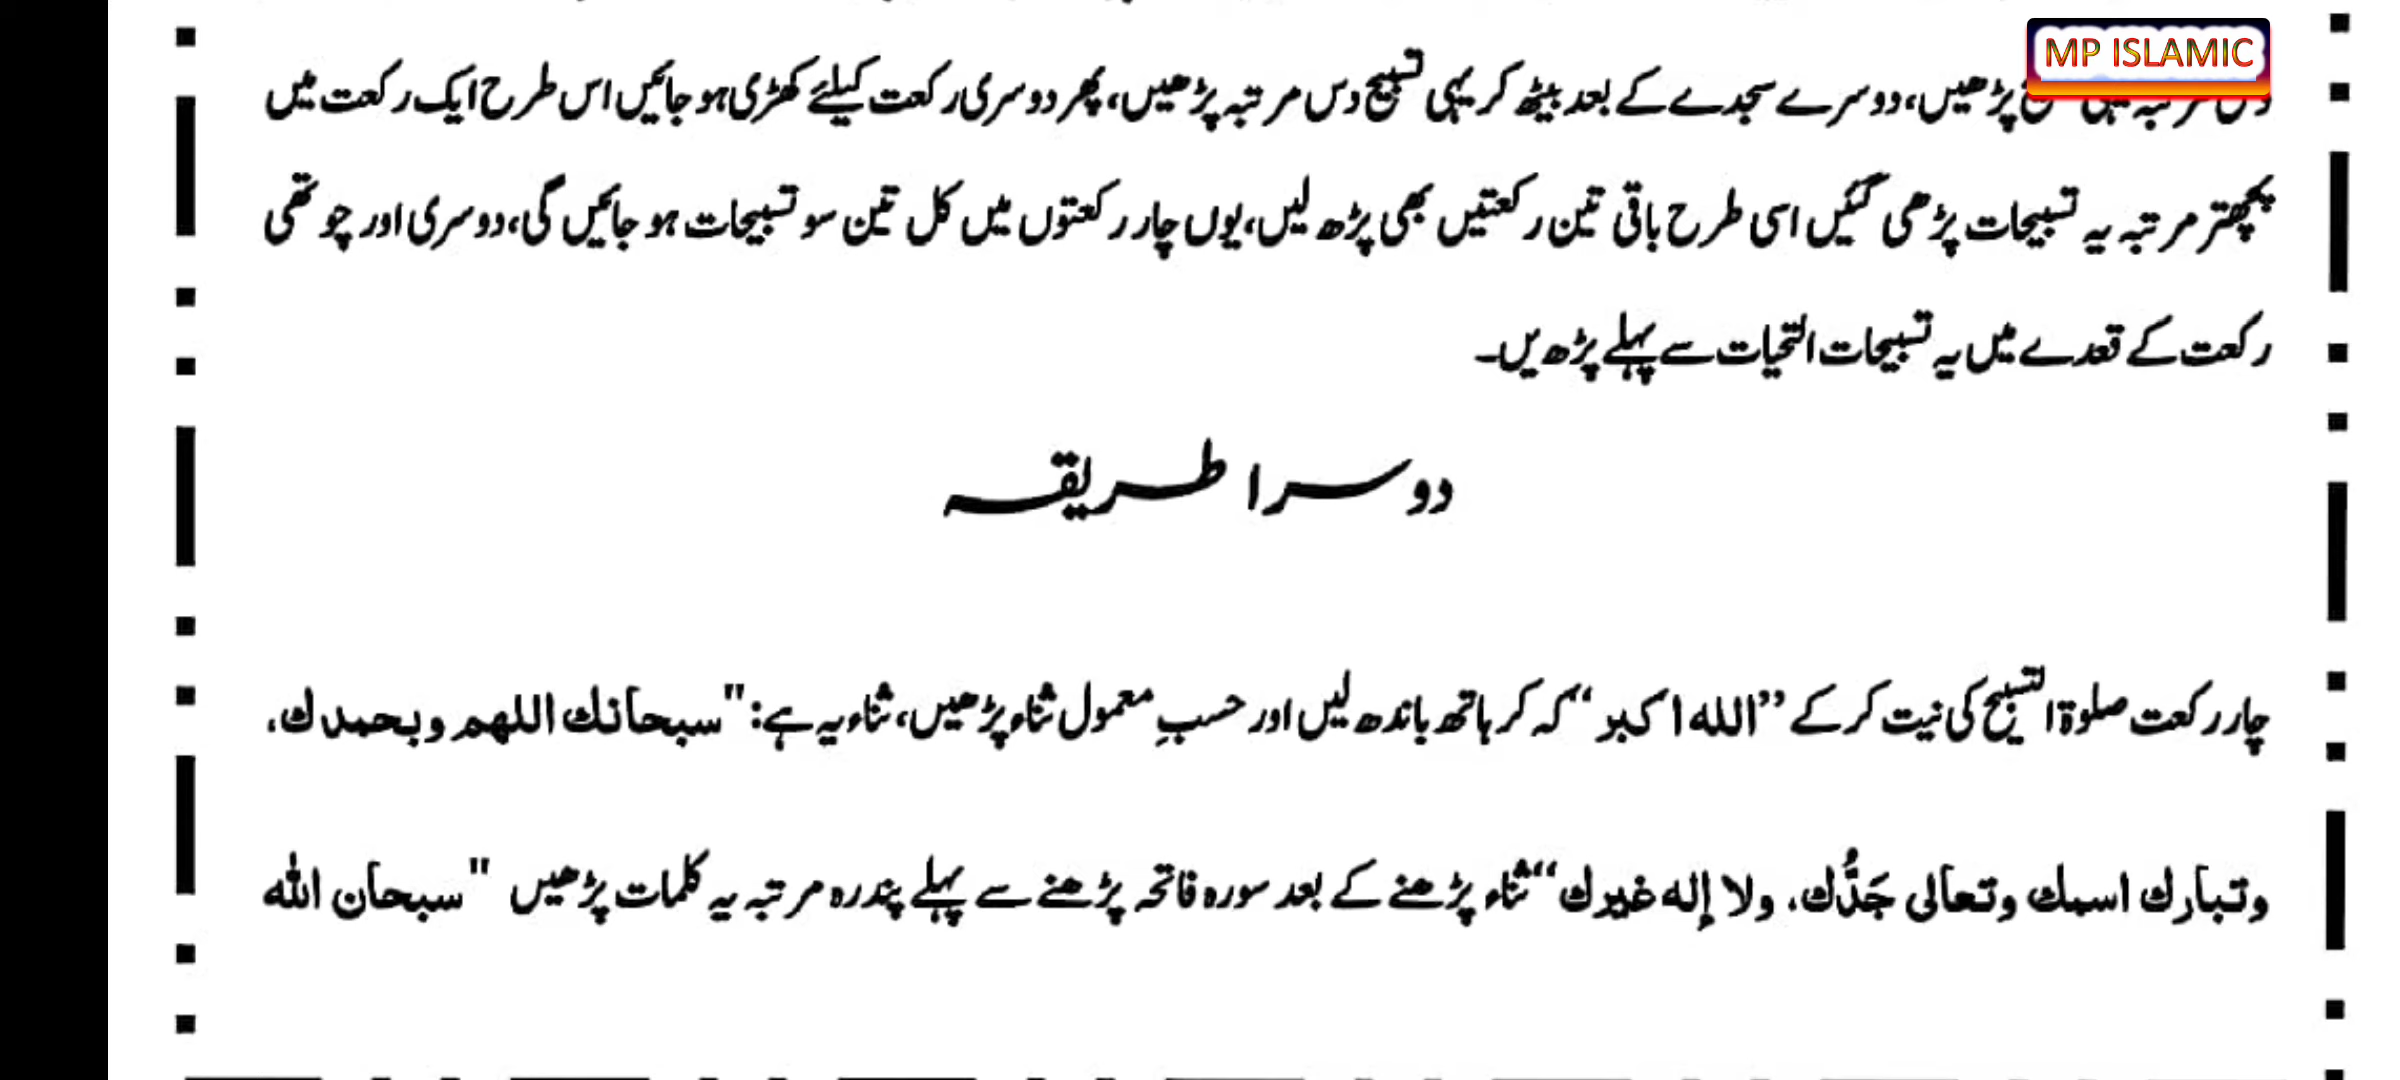 MP ISLAMIC
پڑھیں، دوسرے سجدے کے بعد بیٹھ کر یہی تسبیح دس مرتبہ پڑھیں، پھر دوسری رکعت کیلئے کھڑی ہو جائیں اس طرح ایک رکعت میں
پچھتر مرتبہ یہ تسبیحات پڑھی گئیں اسی طرح باقی تین رکعتیں بھی پڑھ لیں، یوں چار رکعتوں میں کل تین سو تسبیحات ہو جائیں گی، دوسری اور چوتھی
رکعت کے قعدے میں یہ تسبیحات التحیات سے پہلے پڑھیں۔
دوسرا طریقہ
چار رکعت صلوۃ التسبیح کی نیت کر کے ”اللہ اکبر“ کہ کر ہاتھ باندھ لیں اور حسبِ معمول ثناء پڑھیں، ثناء یہ ہے: "سبحانك اللهم وبحمدك،
وتبارك اسمك وتعالى جَدُّك، ولا إله غيرك“ ثناء پڑھنے کے بعد سورہ فاتحہ پڑھنے سے پہلے پندرہ مرتبہ یہ کلمات پڑھیں "سبحان الله